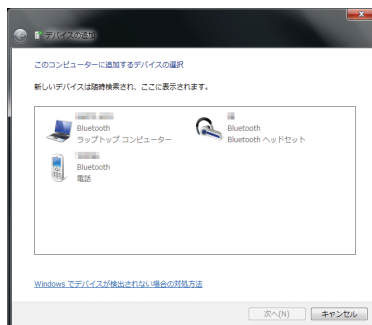 デバイスの追加
このコンピューターに追加するデバイスの選択
新しいデバイスは随時検索され、ここに表示されます。
Bluetooth
ラップトップ コンピューター
Bluetooth
Bluetooth ヘッドセット
Bluetooth
電話
Windows でデバイスが検出されない場合の対処方法
次へ(N)
キャンセル